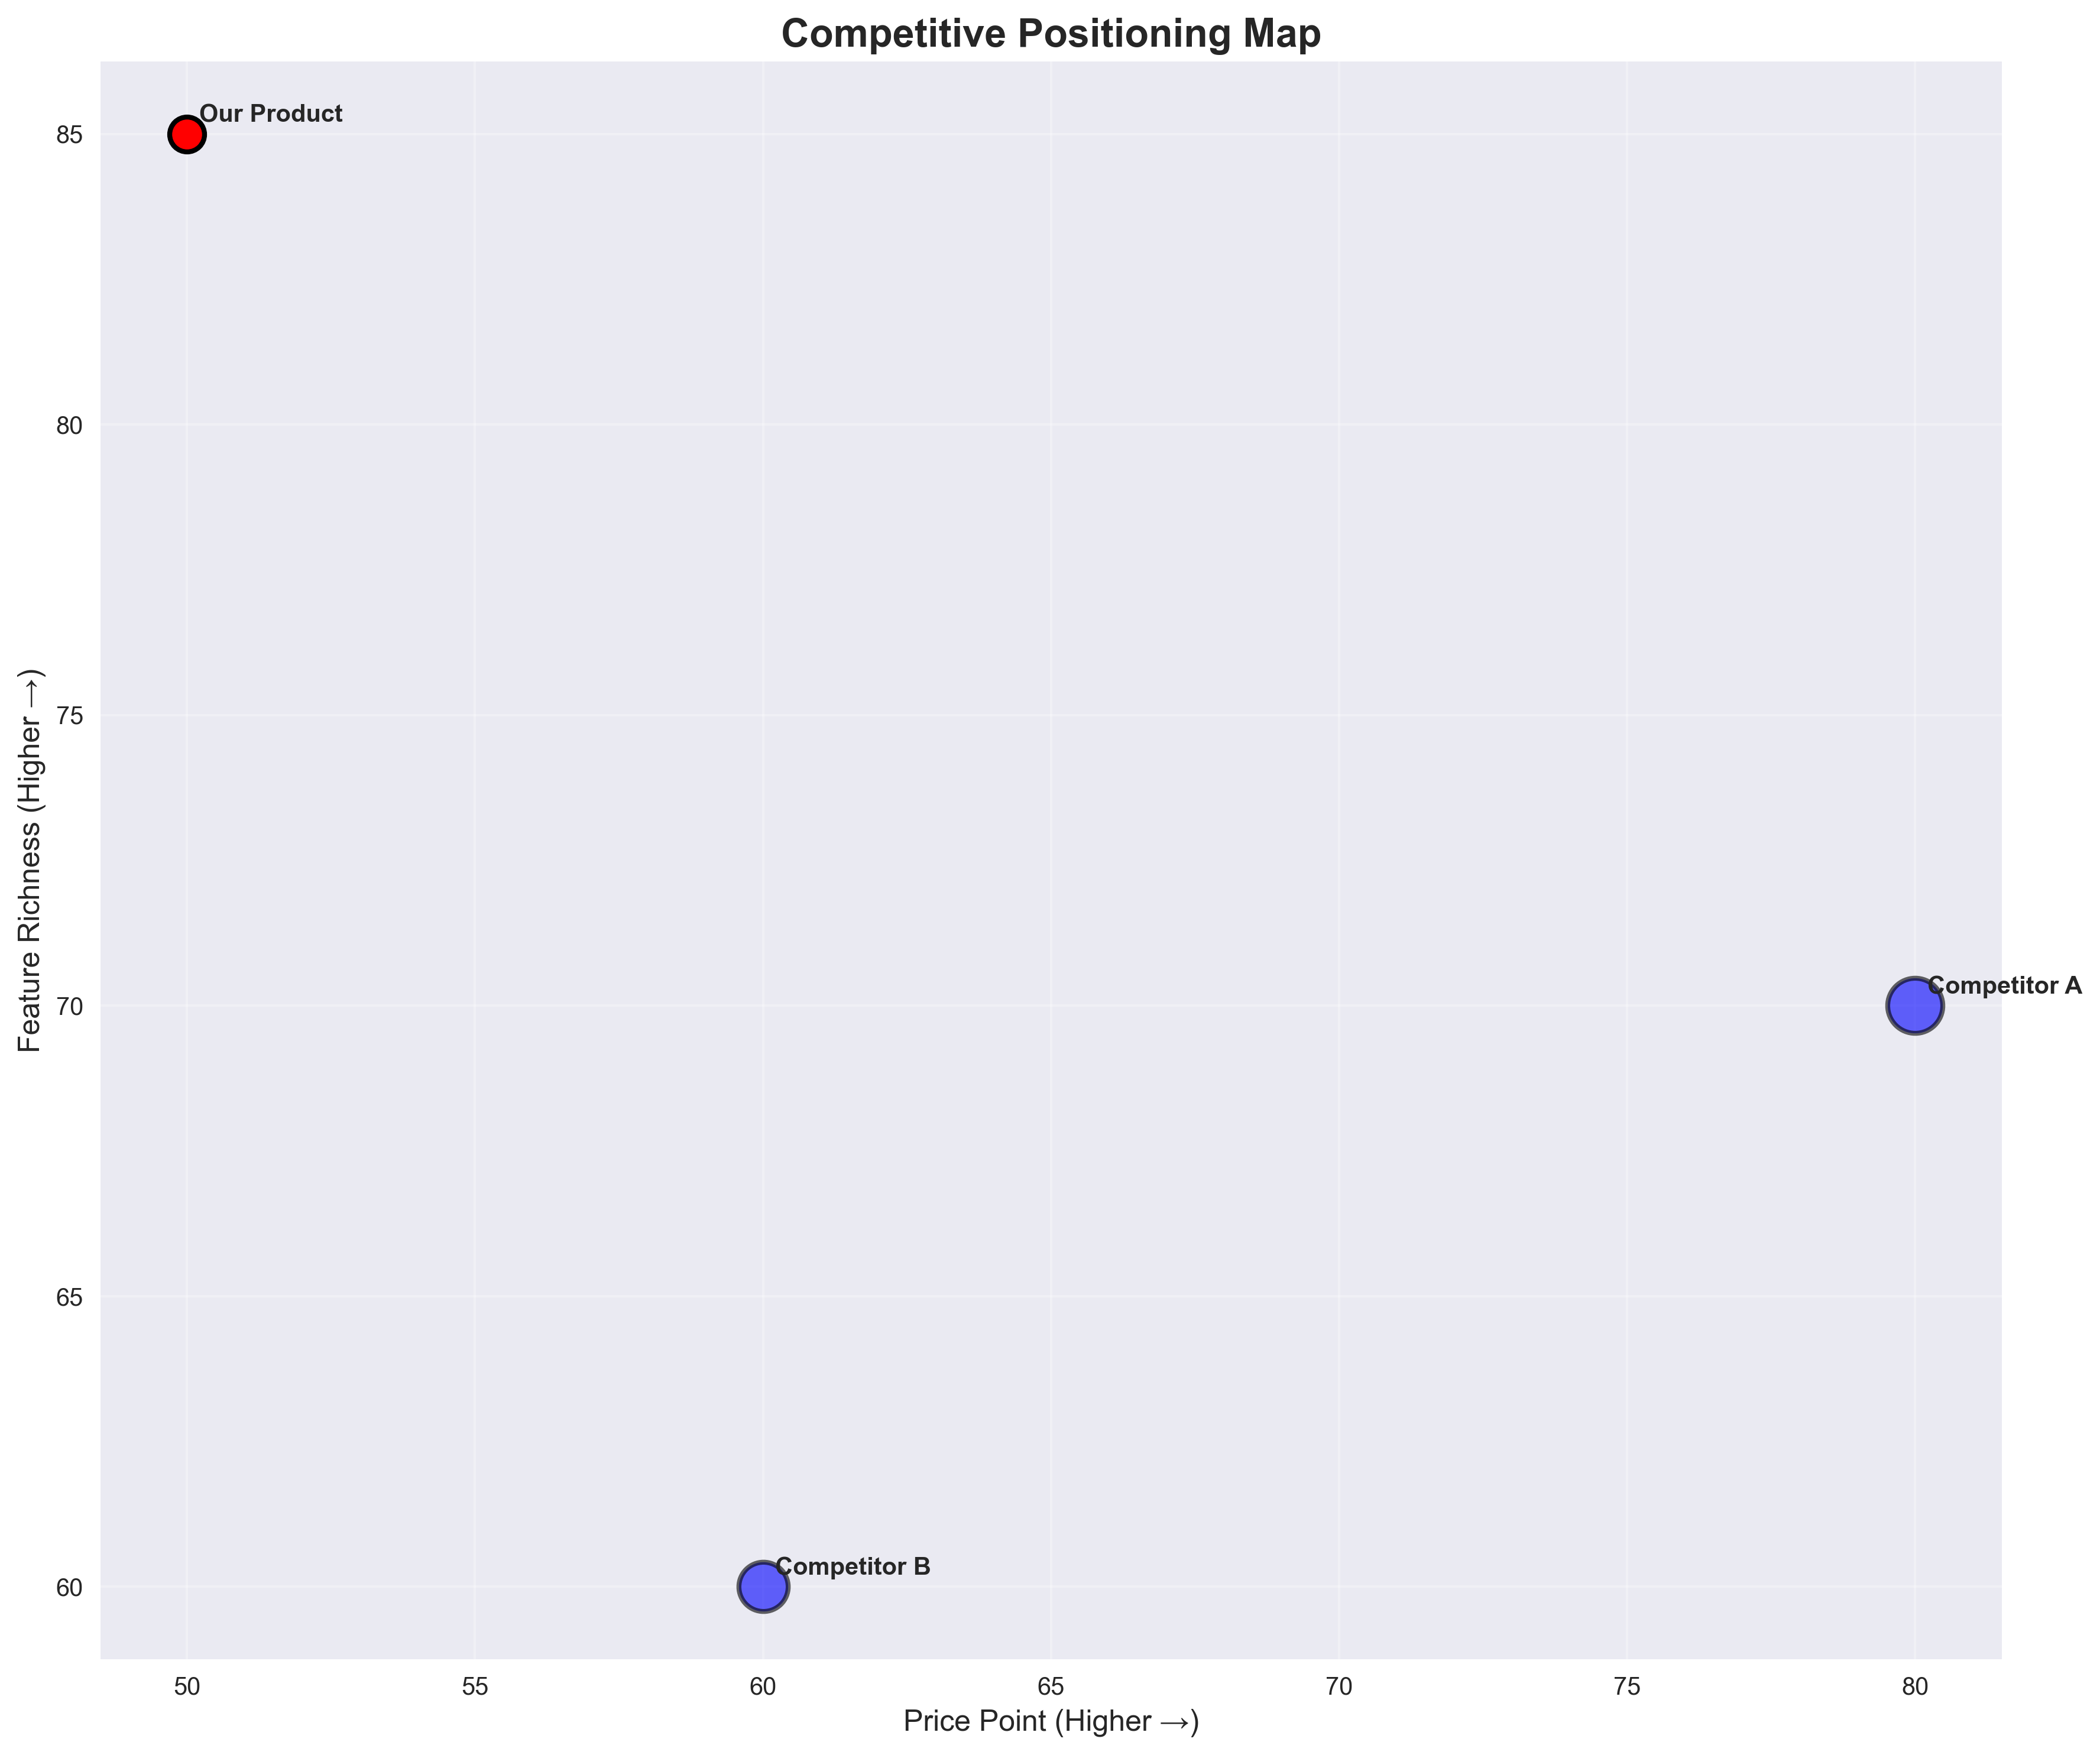 Competitive Positioning Map
Our Product
85
80
75
70
65
60
Feature Richness (Higher →)
Competitor A
Competitor B
50 55 60 65 70 75 80
Price Point (Higher →)